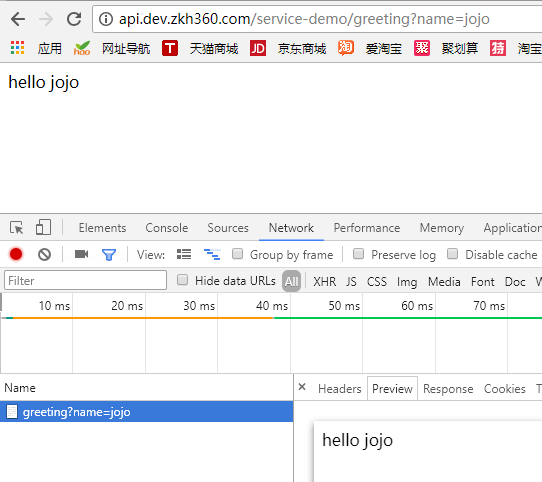 api.dev.zkh360.com/service-demo/greeting?name=jojo
应用 hao 网址导航 T 天猫商城 JD 京东商城 淘 爱淘宝 聚 聚划算 特 淘宝
hello jojo
Elements Console Sources Network Performance Memory Application
View: Group by frame Preserve log Disable cache
Filter Hide data URLs All XHR JS CSS Img Media Font Doc W
10 ms 20 ms 30 ms 40 ms 50 ms 60 ms 70 ms
Name × Headers Preview Response Cookies T
greeting?name=jojo
hello jojo